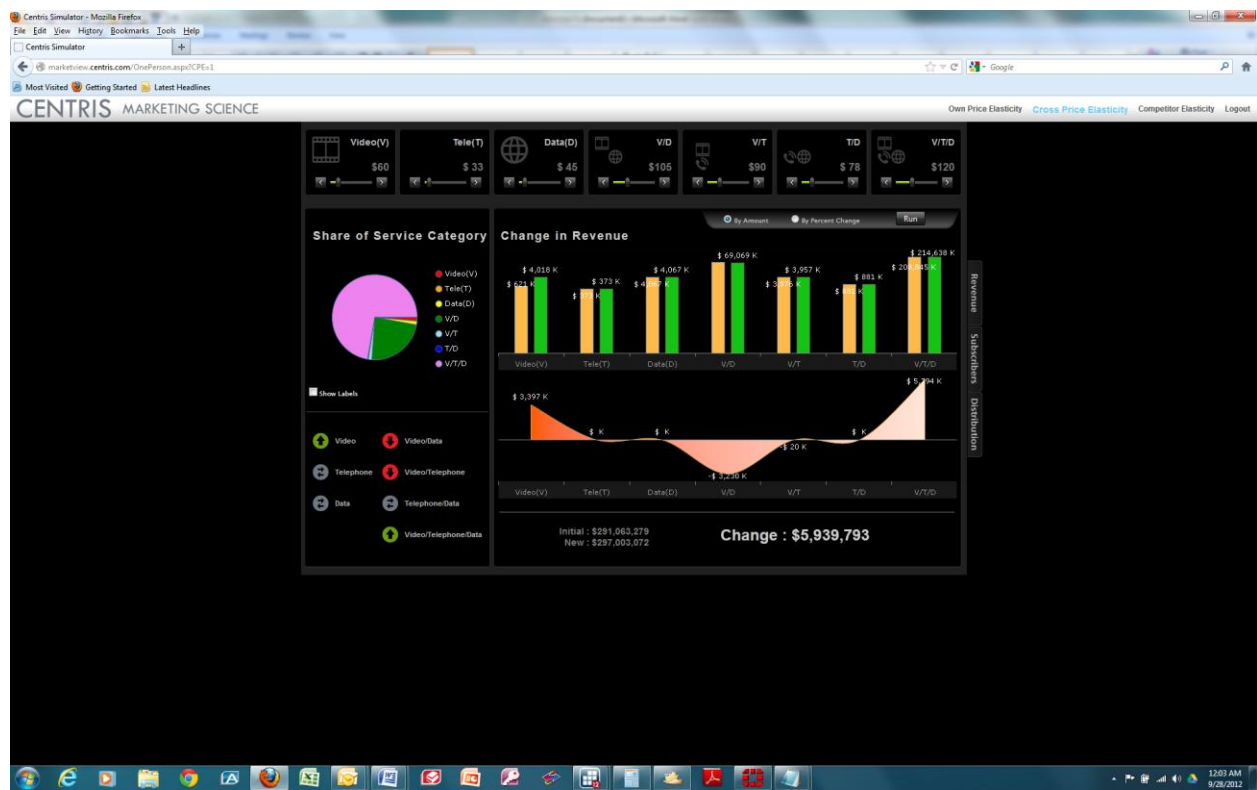 Centris Simulator - Mozilla Firefox
File Edit View History Bookmarks Tools Help
Centris Simulator +
marketview.centris.com/OnePerson.aspx?CPE=1
Google
Most Visited Getting Started Latest Headlines
CENTRIS MARKETING SCIENCE
Own Price Elasticity Cross Price Elasticity Competitor Elasticity Logout
Video(V) Tele(T) Data(D) V/D V/T T/D V/T/D
$60 $ 33 $ 45 $105 $90 $ 78 $120
By Amount By Percent Change Run
Share of Service Category
Video(V)
Tele(T)
Data(D)
V/D
V/T
T/D
V/T/D
Show Labels
Video Video/Data
Telephone Video/Telephone
Data Telephone/Data
Video/Telephone/Data
Change in Revenue
$ 214,638 K
$ 69,069 K
$ 4,018 K $ 4,067 K $ 3,957 K
$ 621 K $ 373 K $ 881 K
Video(V) Tele(T) Data(D) V/D V/T T/D V/T/D
$ 3,397 K
$ K $ K $ K
-$ 20 K
-$ 3,230 K
Video(V) Tele(T) Data(D) V/D V/T T/D V/T/D
Initial : $291,063,279
New : $297,003,072
Change : $5,939,793
Revenue
Subscribers
Distribution
12:03 AM
9/28/2012